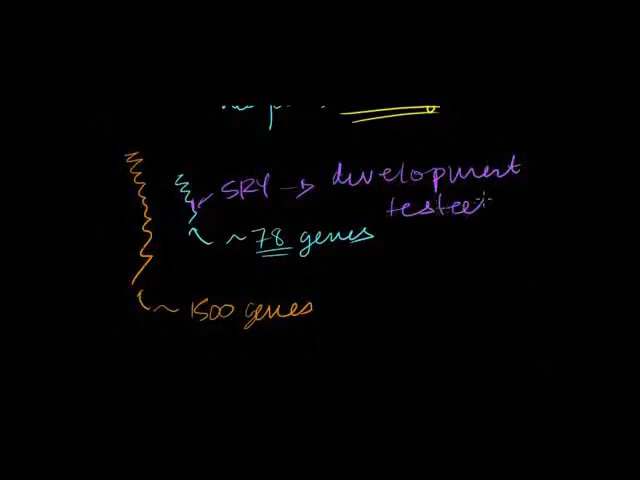 SRY → development
testes
~ 78 genes
~ 1500 genes